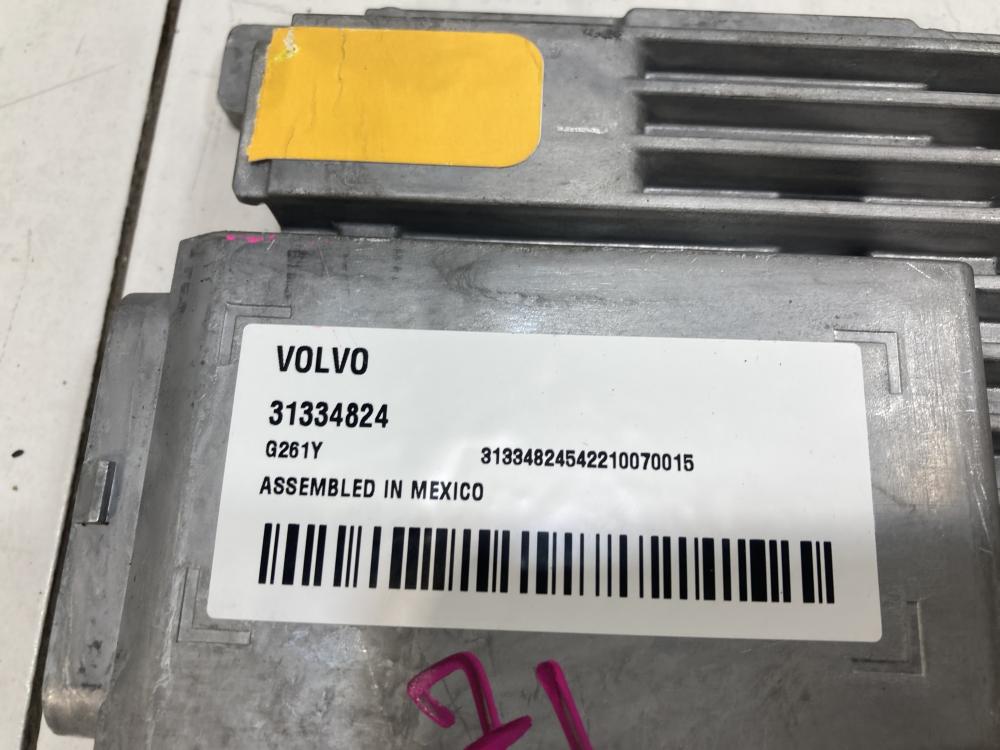 VOLVO
31334824
G261Y 31334824542210070015
ASSEMBLED IN MEXICO